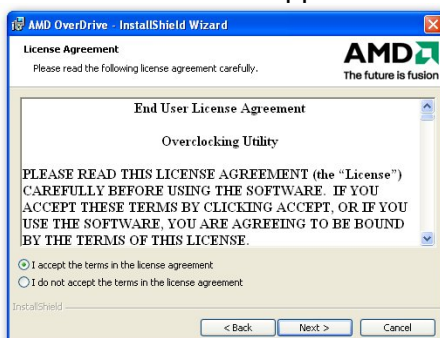 AMD OverDrive - InstallShield Wizard
License Agreement
Please read the following license agreement carefully.
AMD
The future is fusion
End User License Agreement
Overclocking Utility
PLEASE READ THIS LICENSE AGREEMENT (the “License”)
CAREFULLY BEFORE USING THE SOFTWARE. IF YOU
ACCEPT THESE TERMS BY CLICKING ACCEPT, OR IF YOU
USE THE SOFTWARE, YOU ARE AGREEING TO BE BOUND
BY THE TERMS OF THIS LICENSE.
I accept the terms in the license agreement
I do not accept the terms in the license agreement
InstallShield
< Back Next > Cancel